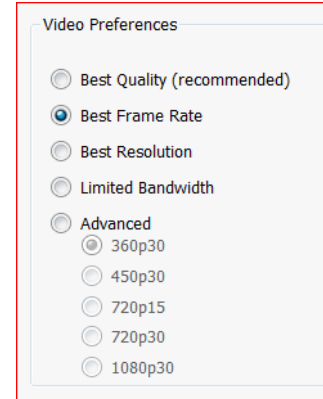 Video Preferences
Best Quality (recommended)
Best Frame Rate
Best Resolution
Limited Bandwidth
Advanced
360p30
450p30
720p15
720p30
1080p30